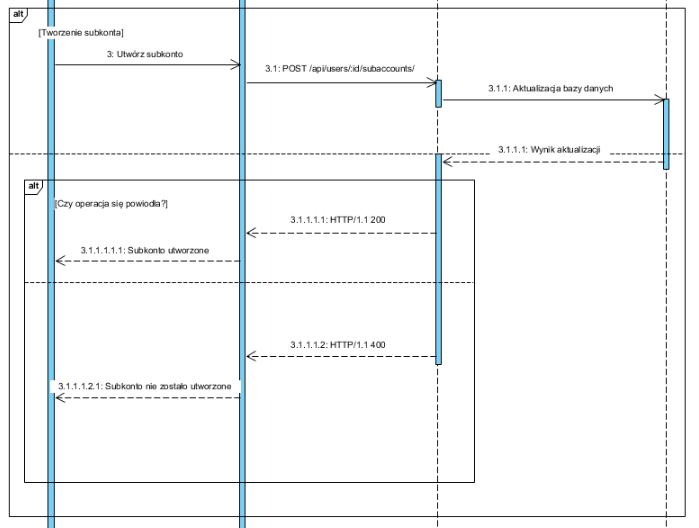 alt
[Tworzenie subkonta]
3: Utwórz subkonto
3.1: POST /api/users/:id/subaccounts/
3.1.1: Aktualizacja bazy danych
3.1.1.1: Wynik aktualizacji
alt
[Czy operacja się powiodła?]
3.1.1.1.1: HTTP/1.1 200
3.1.1.1.1.1: Subkonto utworzone
3.1.1.1.2: HTTP/1.1 400
3.1.1.1.2.1: Subkonto nie zostało utworzone